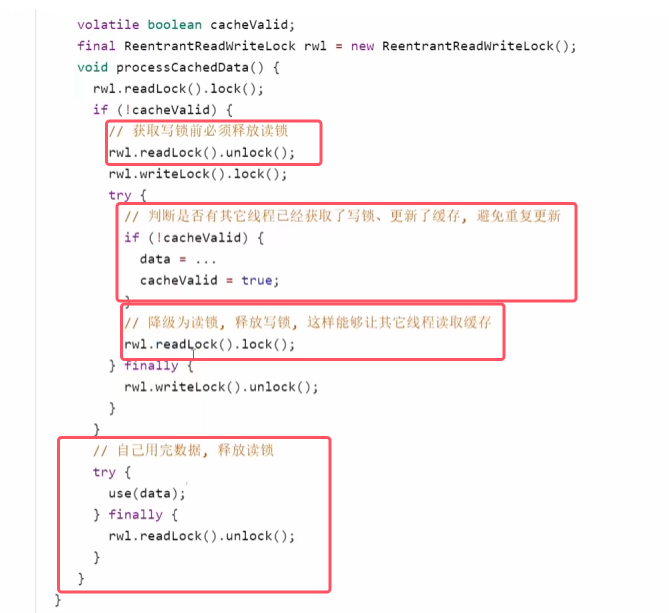 volatile boolean cacheValid;
final ReentrantReadWriteLock rwl = new ReentrantReadWriteLock();
void processCachedData() {
rwl.readLock().lock();
if (!cacheValid) {
// 获取写锁前必须释放读锁
rwl.readLock().unlock();
rwl.writeLock().lock();
try {
// 判断是否有其它线程已经获取了写锁、更新了缓存, 避免重复更新
if (!cacheValid) {
data = ...
cacheValid = true;
}
// 降级为读锁, 释放写锁, 这样能够让其它线程读取缓存
rwl.readLock().lock();
} finally {
rwl.writeLock().unlock();
}
}
// 自己用完数据, 释放读锁
try {
use(data);
} finally {
rwl.readLock().unlock();
}
}
}